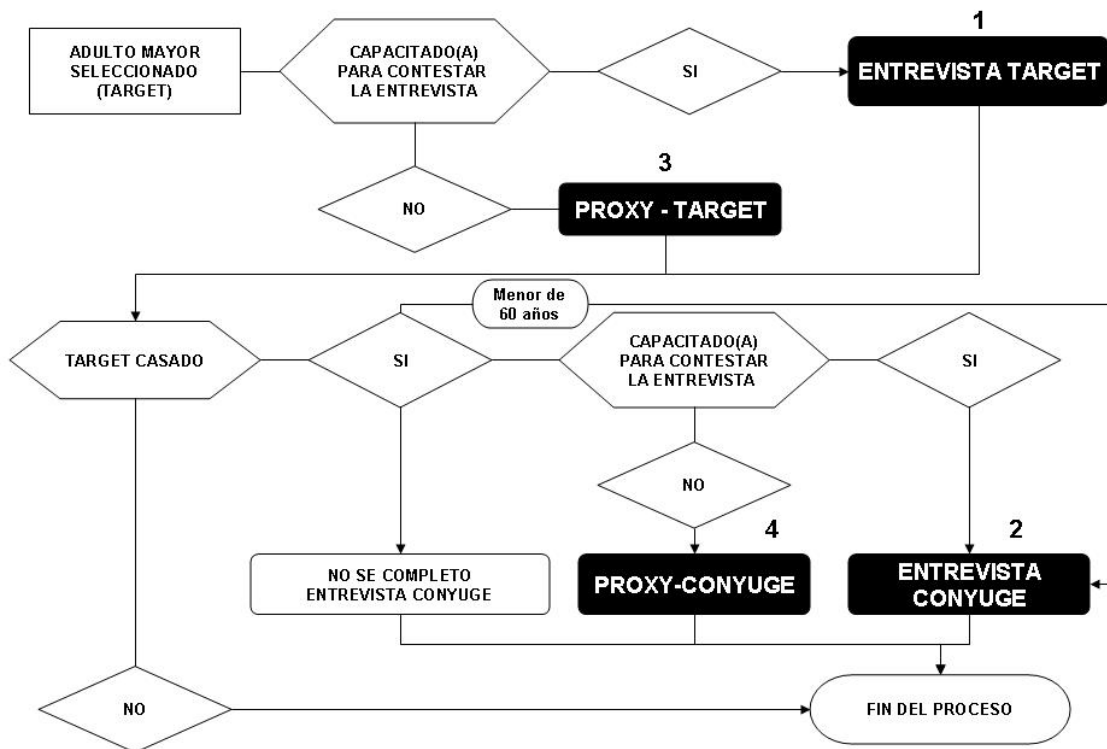 1
ADULTO MAYOR
SELECCIONADO
(TARGET)
CAPACITADO(A)
PARA CONTESTAR
LA ENTREVISTA
SI
ENTREVISTA TARGET
3
NO
PROXY - TARGET
Menor de
60 años
TARGET CASADO
SI
CAPACITADO(A)
PARA CONTESTAR
LA ENTREVISTA
SI
NO
4
2
NO SE COMPLETO
ENTREVISTA CONYUGE
PROXY-CONYUGE
ENTREVISTA
CONYUGE
NO
FIN DEL PROCESO